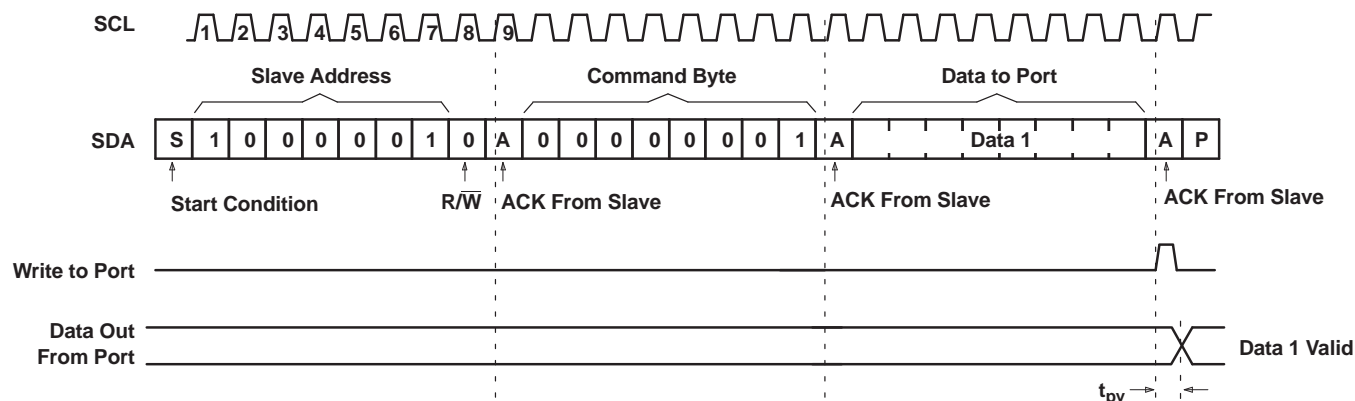 SCL 1 2 3 4 5 6 7 8 9
Slave Address Command Byte Data to Port
SDA S 1 0 0 0 0 0 1 0 A 0 0 0 0 0 0 0 1 A Data 1 A P
Start Condition R/W̅ ACK From Slave ACK From Slave ACK From Slave
Write to Port
Data Out
From Port
Data 1 Valid
tpv